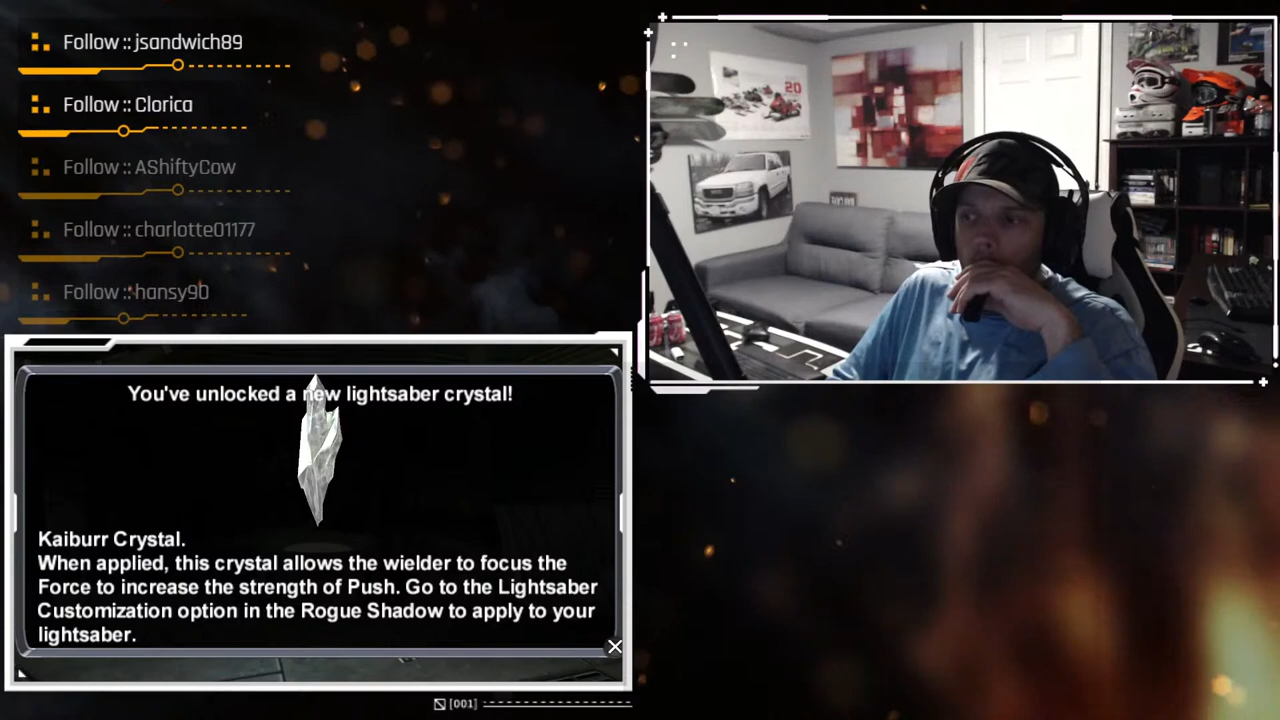 Follow :: jsandwich89
Follow :: Clorica
Follow :: AShiftyCow
Follow :: charlotte01177
Follow :: hansy90
20
GMC
You've unlocked a new lightsaber crystal!
Kaiburr Crystal.
When applied, this crystal allows the wielder to focus the
Force to increase the strength of Push. Go to the Lightsaber
Customization option in the Rogue Shadow to apply to your
lightsaber.
[001]